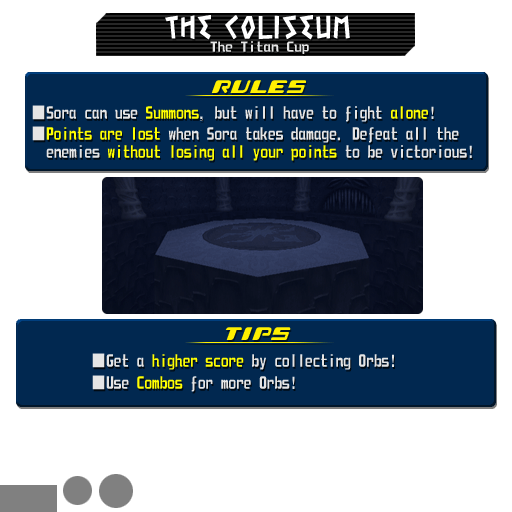 THE COLISEUM
The Titan Cup
RULES
Sora can use Summons, but will have to fight alone!
Points are lost when Sora takes damage. Defeat all the
enemies without losing all your points to be victorious!
TIPS
Get a higher score by collecting Orbs!
Use Combos for more Orbs!